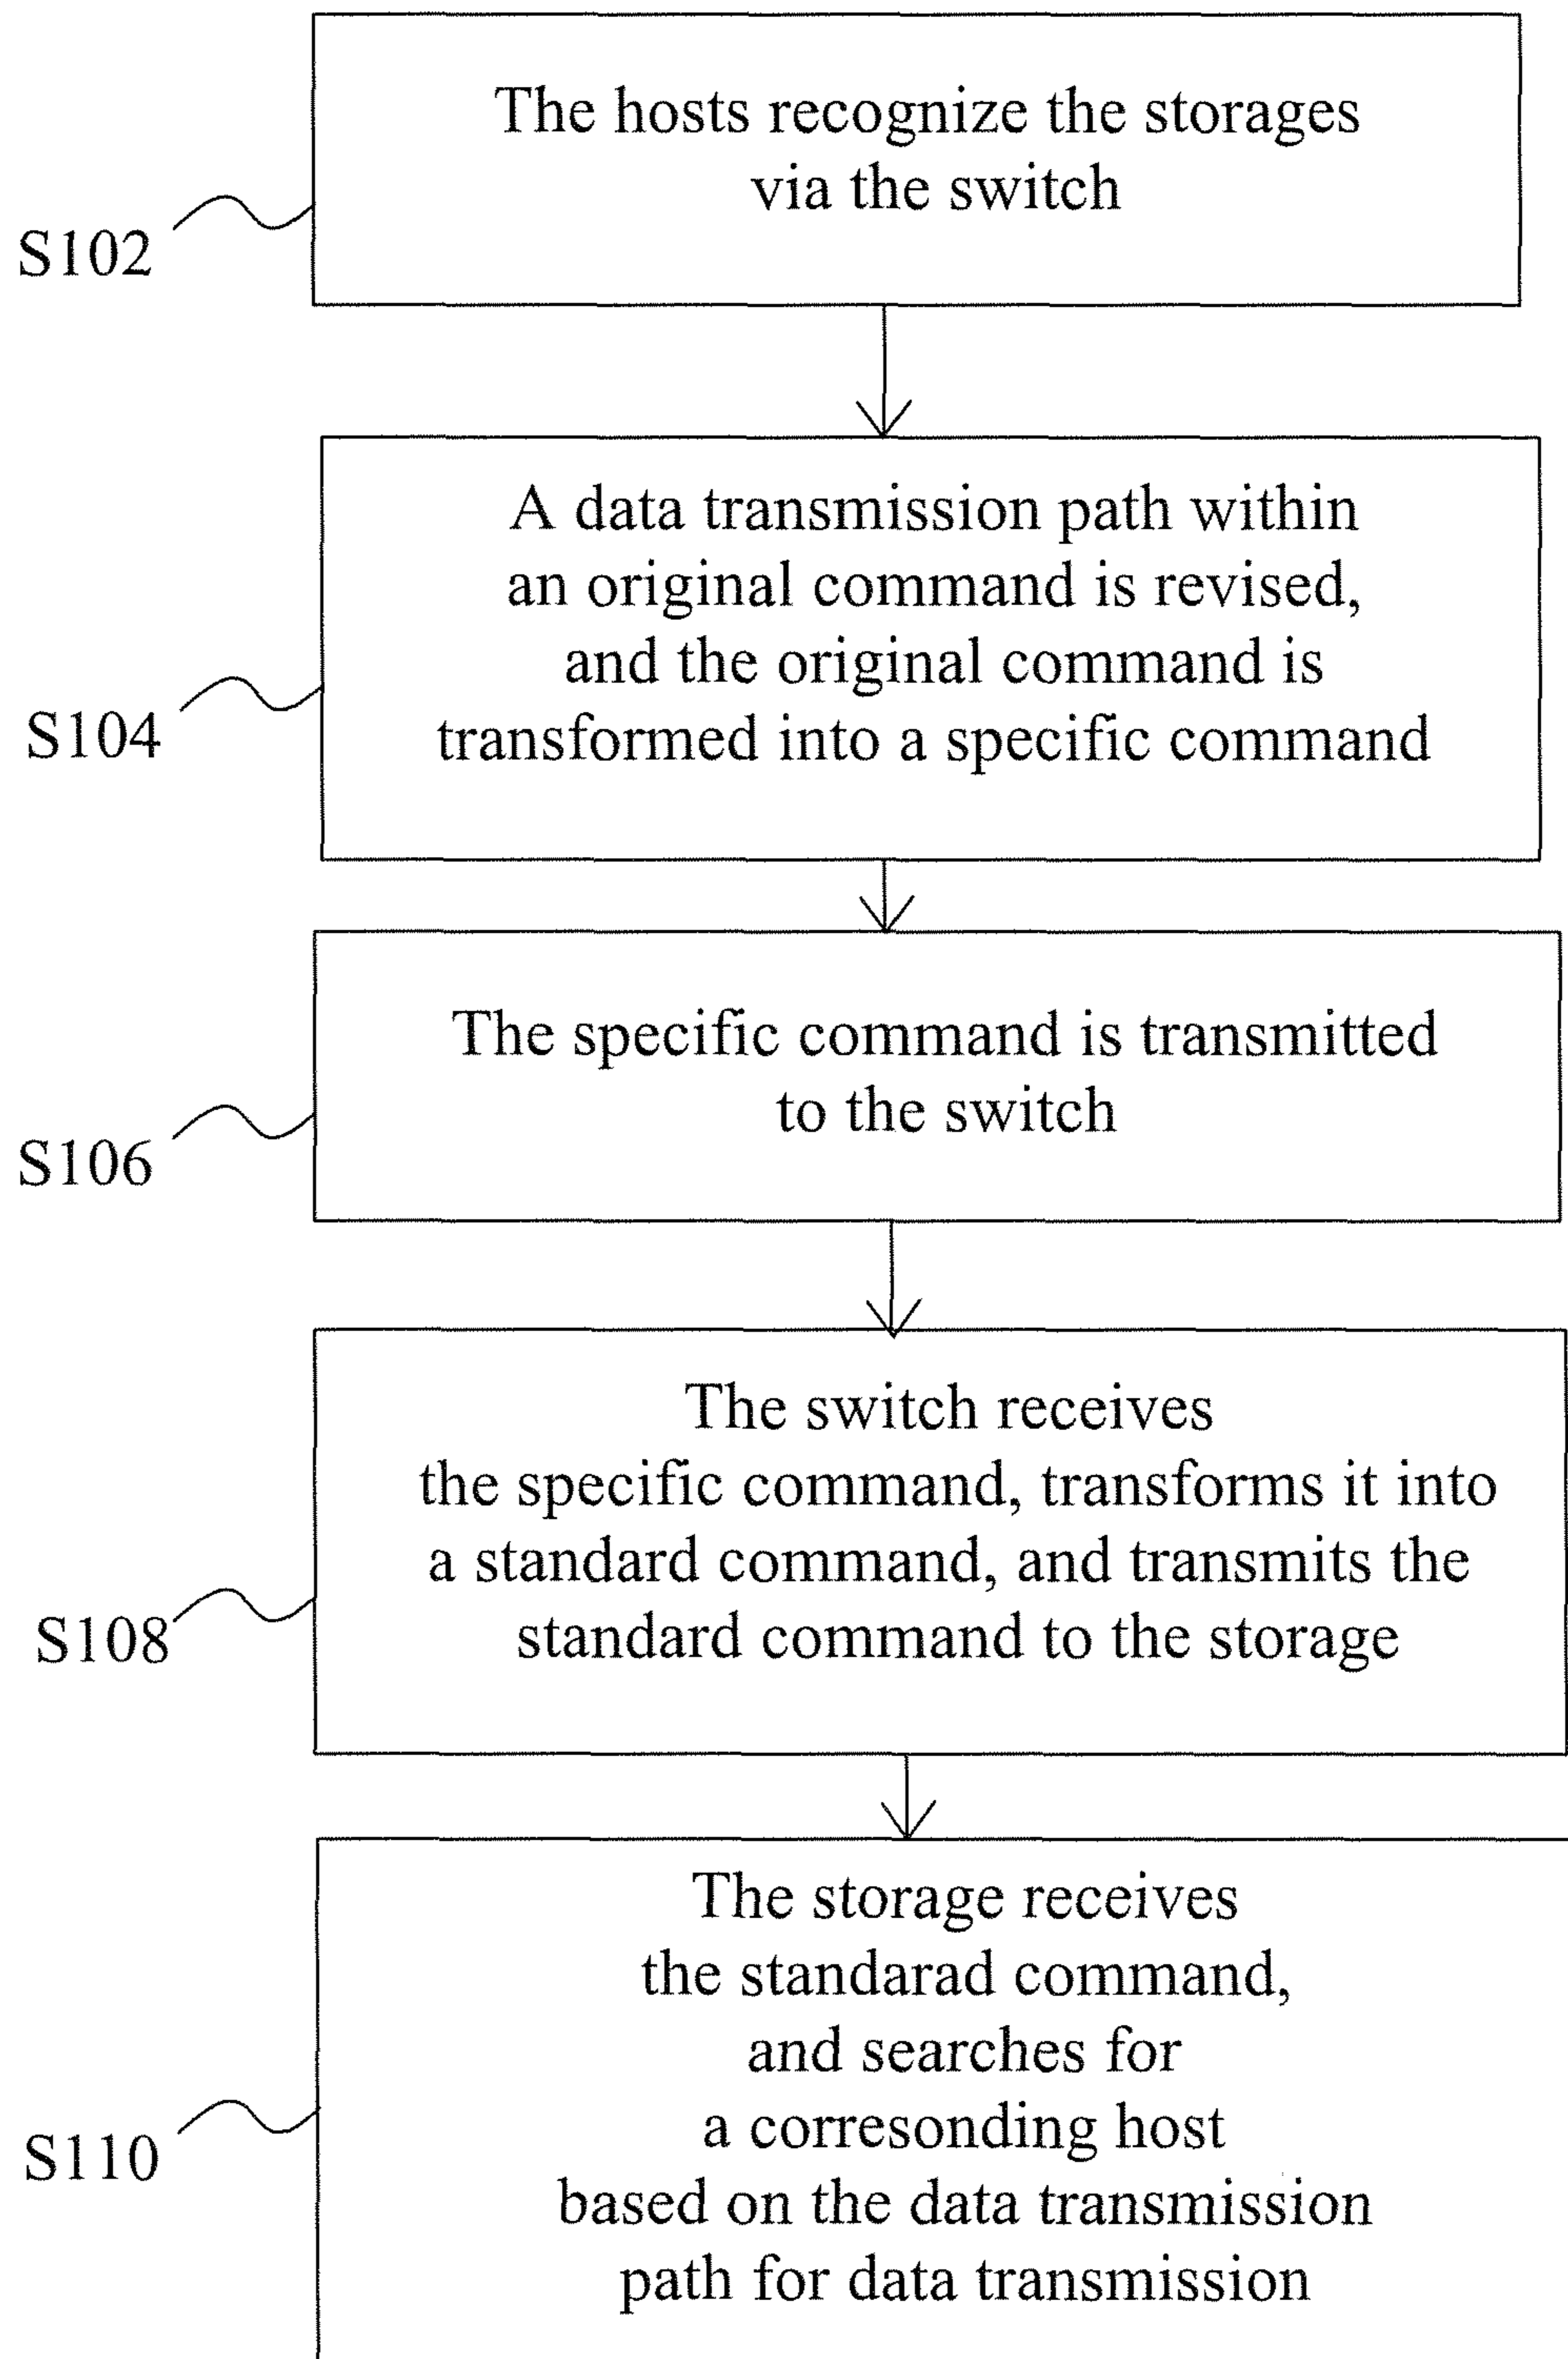 The hosts recognize the storages
via the switch
S102
A data transmission path within
an original command is revised,
and the original command is
transformed into a specific command
S104
The specific command is transmitted
to the switch
S106
The switch receives
the specific command, transforms it into
a standard command, and transmits the
standard command to the storage
S108
The storage receives
the standarad command,
and searches for
a corresonding host
based on the data transmission
path for data transmission
S110